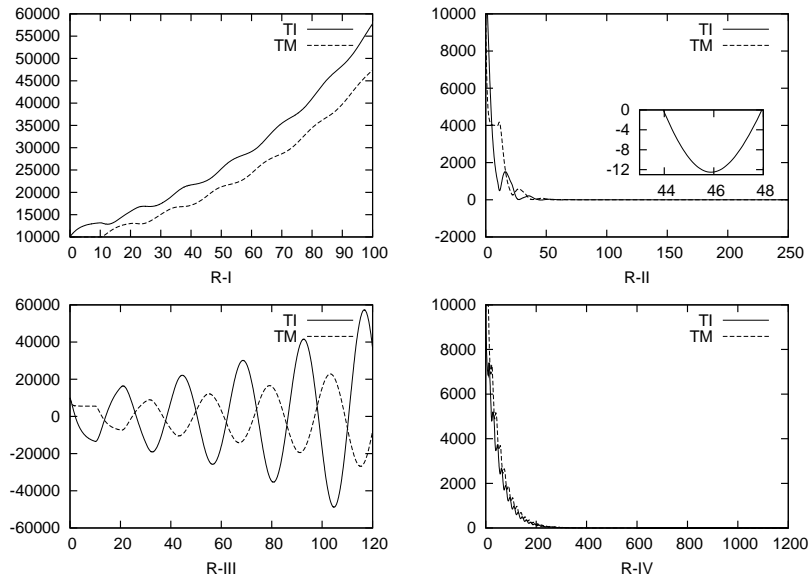 60000
55000
50000
45000
40000
35000
30000
25000
20000
15000
10000
0 10 20 30 40 50 60 70 80 90 100
R-I
TI
TM
10000
8000
6000
4000
2000
0
-2000
0 50 100 150 200 250
R-II
TI
TM
0
-4
-8
-12
44 46 48
60000
40000
20000
0
-20000
-40000
-60000
0 20 40 60 80 100 120
R-III
TI
TM
10000
8000
6000
4000
2000
0
0 200 400 600 800 1000 1200
R-IV
TI
TM